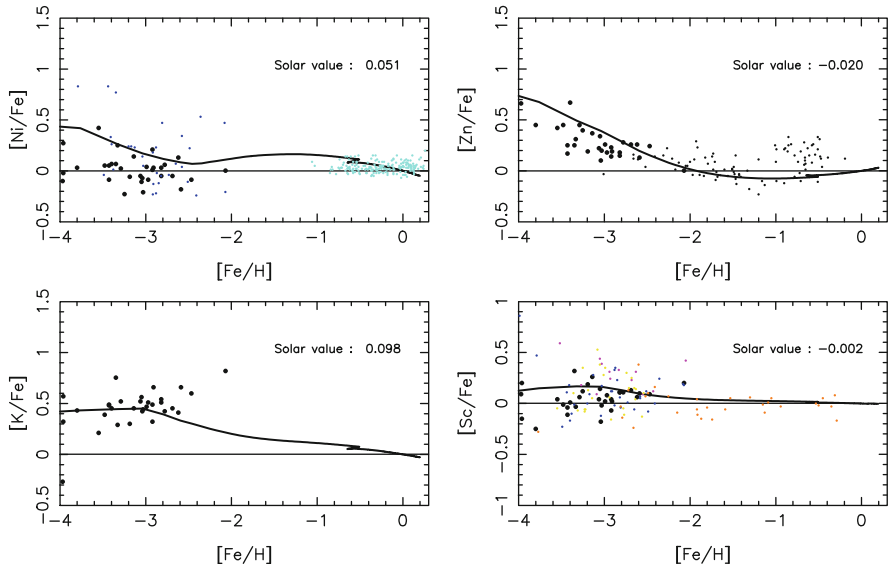 1.5
1
0.5
0
0.5
[Ni/Fe]
Solar value : 0.051
−4 −3 −2 −1 0
[Fe/H]
1.5
1
0.5
0
0.5
[Zn/Fe]
Solar value : −0.020
−4 −3 −2 −1 0
[Fe/H]
1.5
1
0.5
0
0.5
[K/Fe]
Solar value : 0.098
−4 −3 −2 −1 0
[Fe/H]
1
0.5
0
−0.5
−1
[Sc/Fe]
Solar value : −0.002
−4 −3 −2 −1 0
[Fe/H]